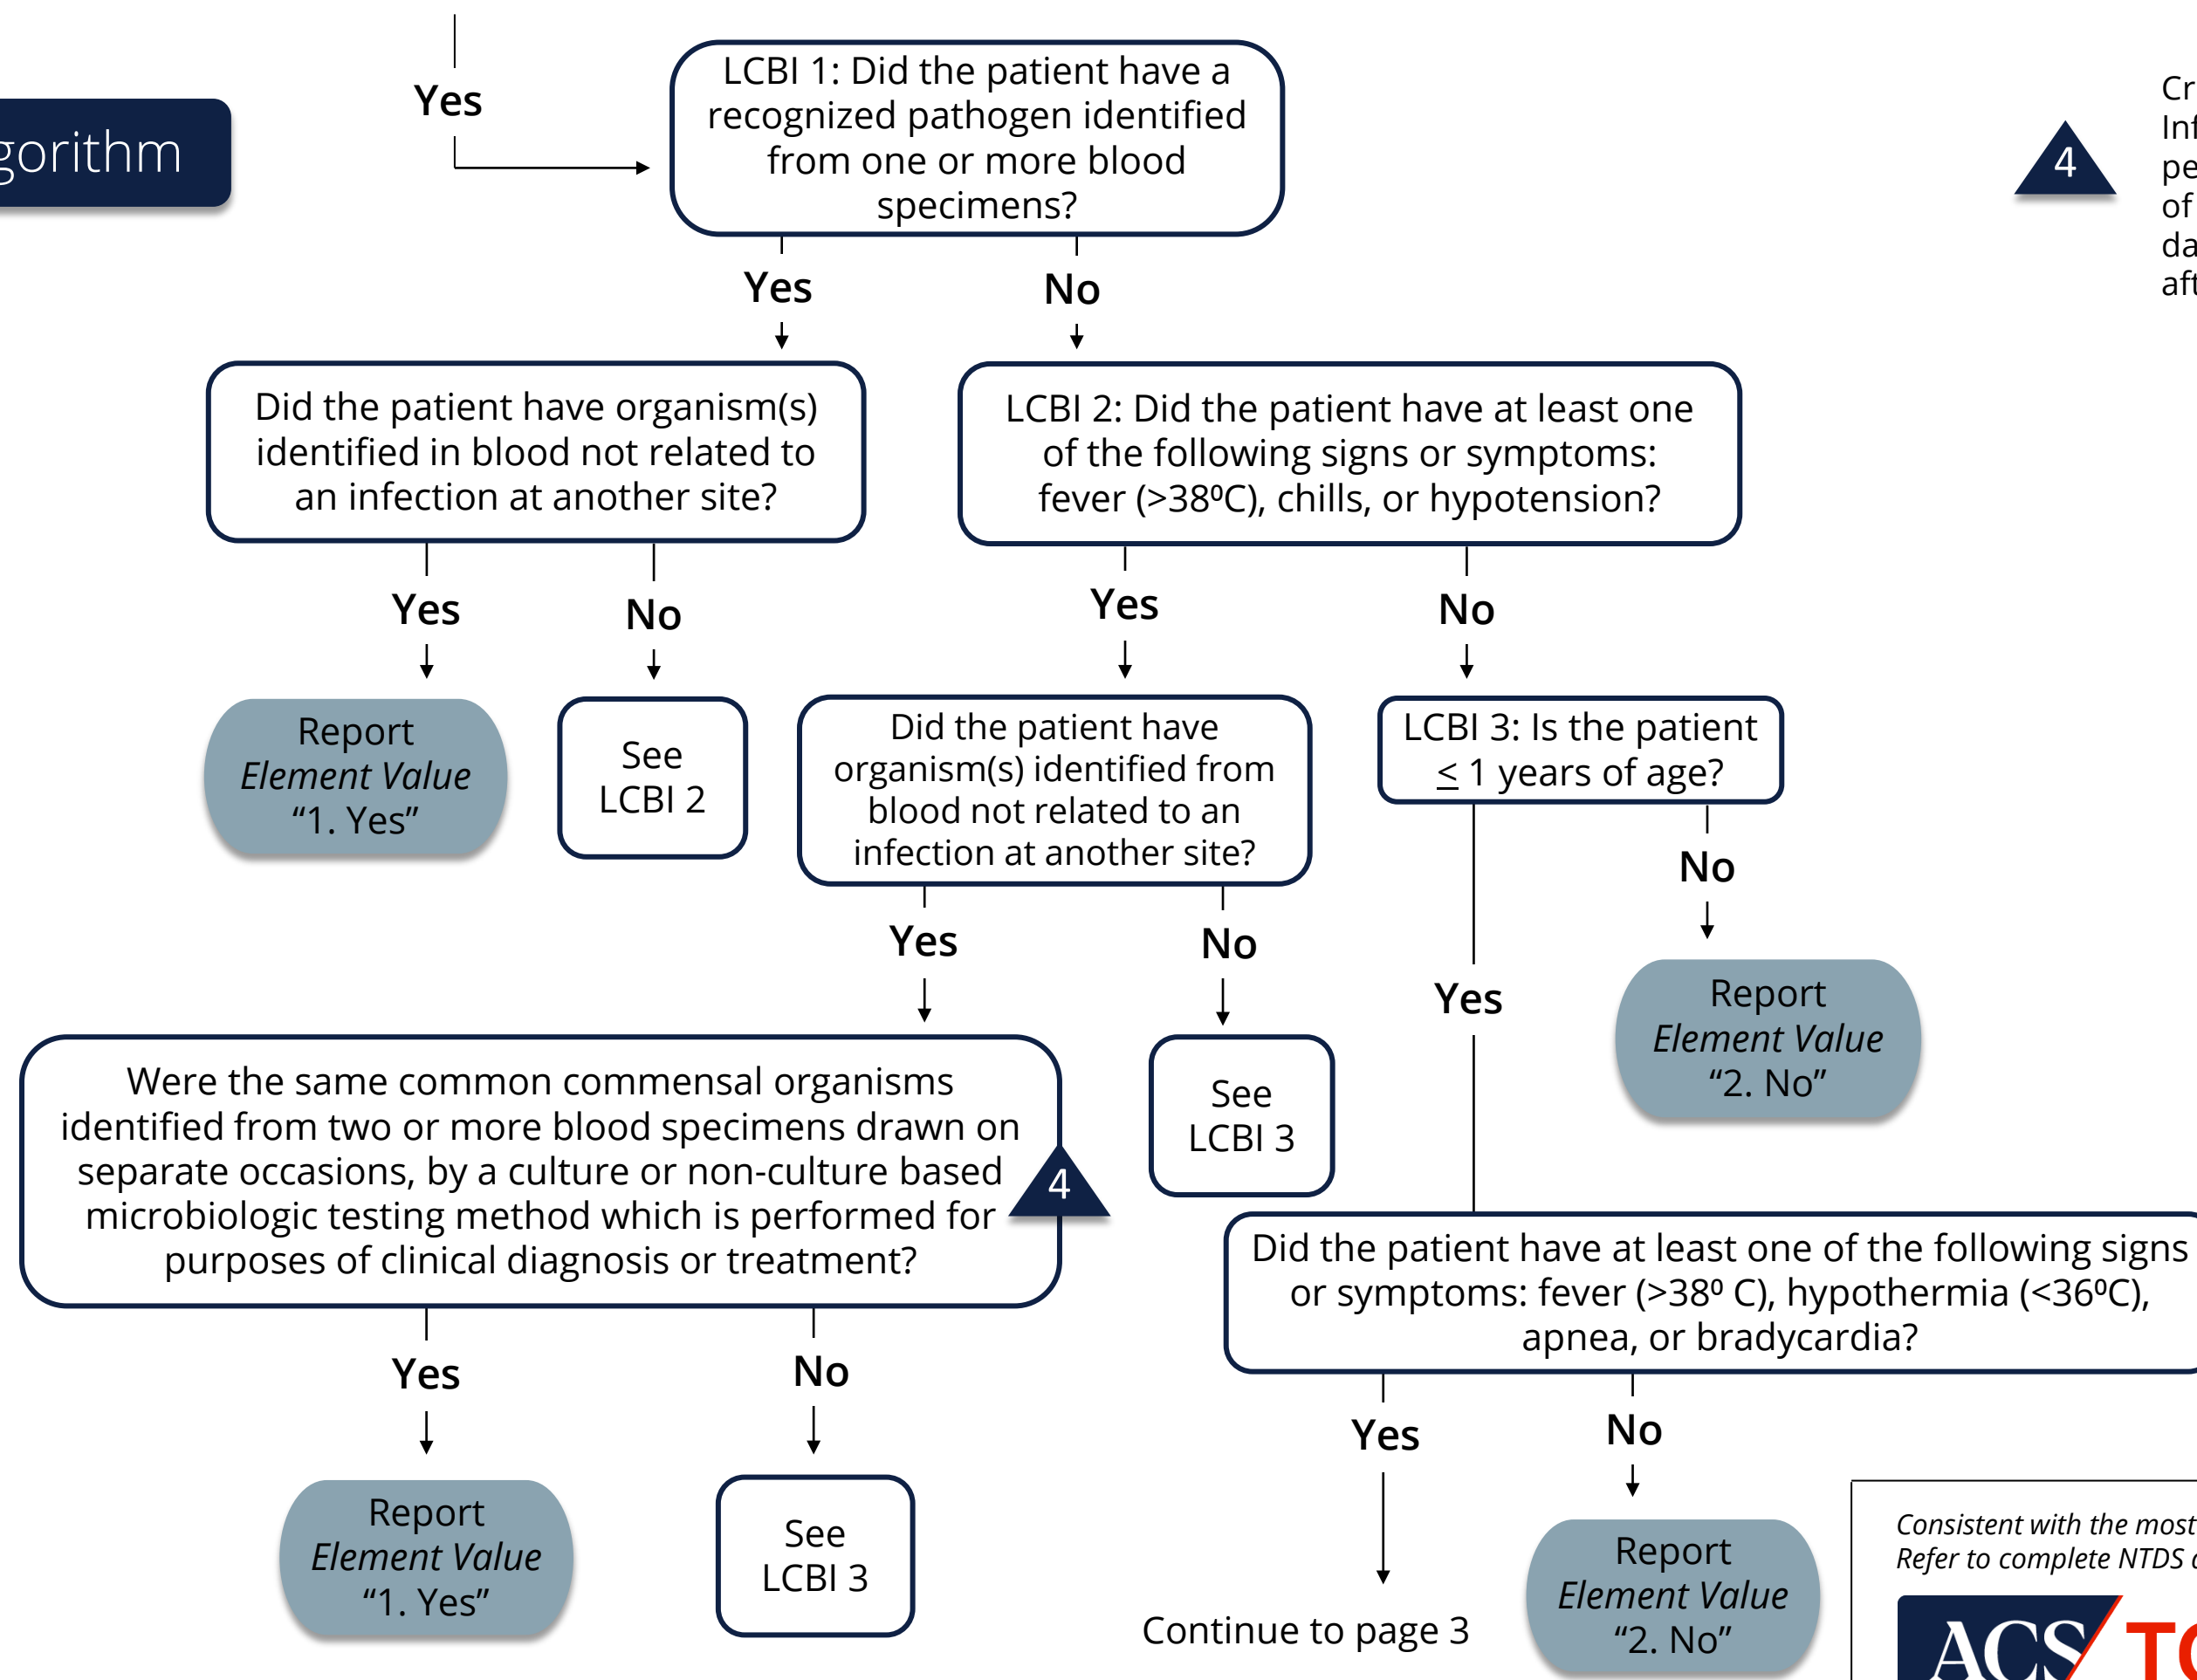 Yes
gorithm
LCBI 1: Did the patient have a
recognized pathogen identified
from one or more blood
specimens?
4
Yes
No
Did the patient have organism(s)
identified in blood not related to
an infection at another site?
LCBI 2: Did the patient have at least one
of the following signs or symptoms:
fever (>38⁰C), chills, or hypotension?
Yes
No
Yes
No
Report
Element Value
“1. Yes”
See
LCBI 2
Did the patient have
organism(s) identified from
blood not related to an
infection at another site?
LCBI 3: Is the patient
≤ 1 years of age?
No
Yes
No
Yes
Report
Element Value
“2. No”
Were the same common commensal organisms
identified from two or more blood specimens drawn on
separate occasions, by a culture or non-culture based
microbiologic testing method which is performed for
purposes of clinical diagnosis or treatment?
4
See
LCBI 3
Did the patient have at least one of the following signs
or symptoms: fever (>38⁰ C), hypothermia (<36⁰C),
apnea, or bradycardia?
Yes
No
Yes
No
Report
Element Value
“1. Yes”
See
LCBI 3
Continue to page 3
Report
Element Value
“2. No”
Consistent with the most
Refer to complete NTDS
ACS